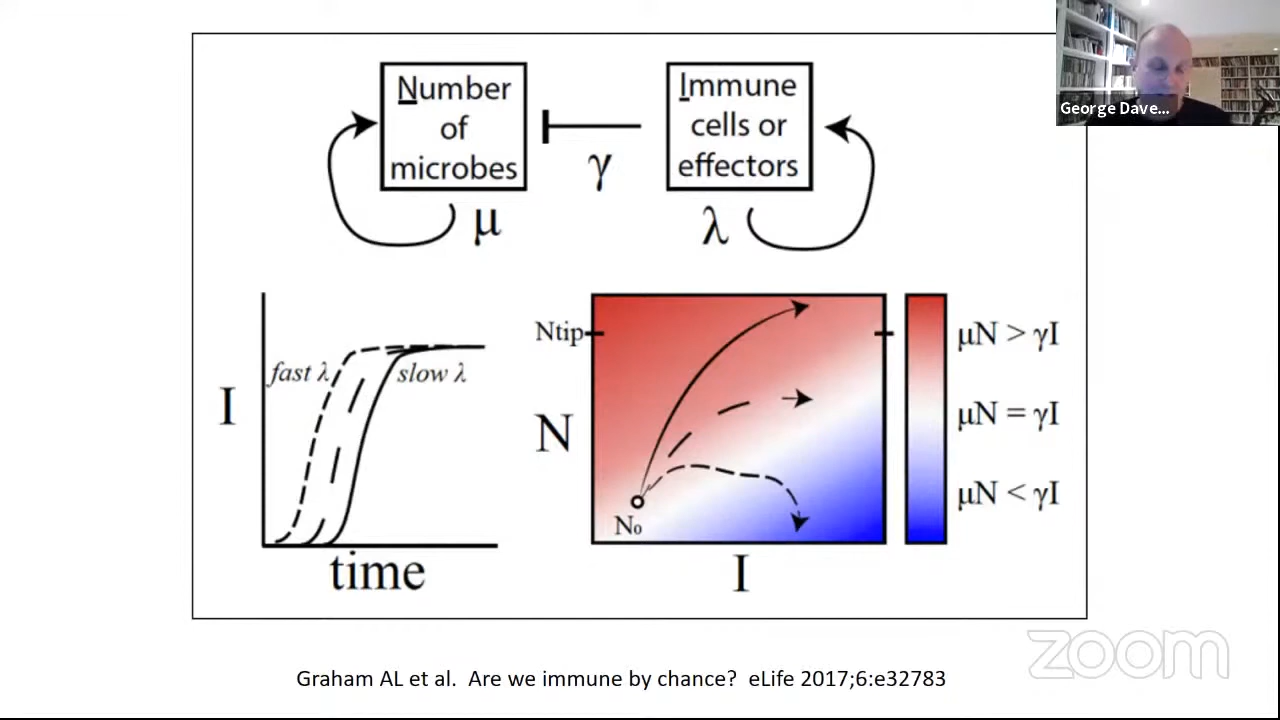 George Dave...
Number
of
microbes
Immune
cells or
effectors
γ
μ
λ
I
fast λ
slow λ
time
Ntip
N
N₀
I
μN > γI
μN = γI
μN < γI
zoom
Graham AL et al. Are we immune by chance? eLife 2017;6:e32783